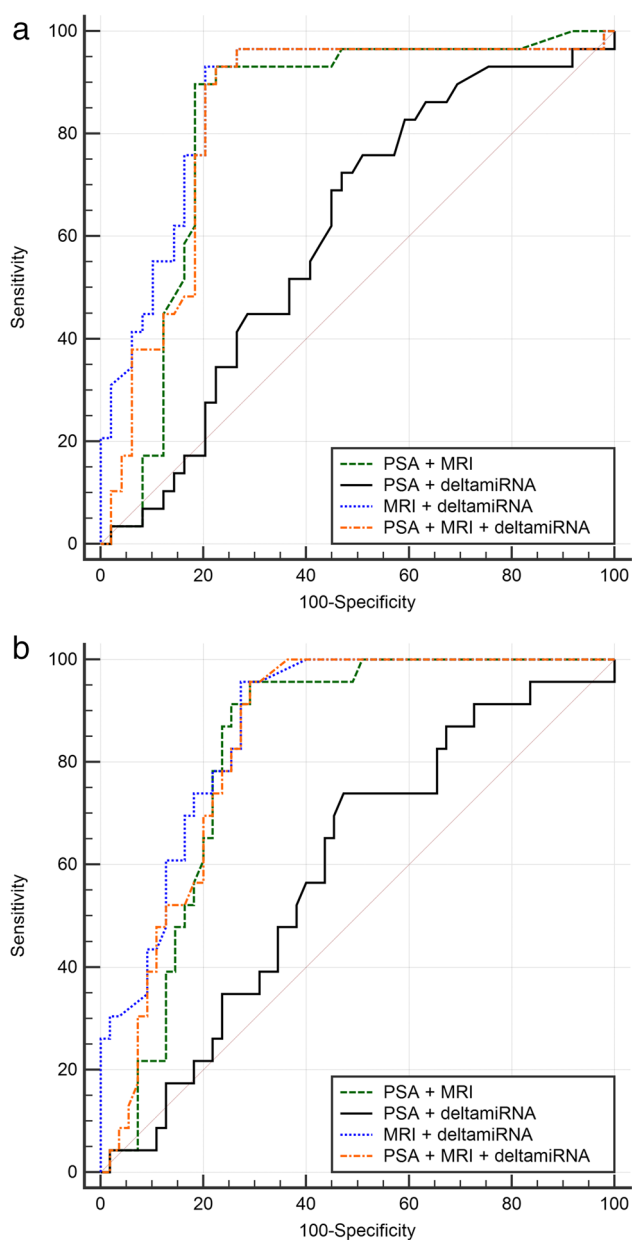 a
100
80
60
40
20
0
Sensitivity
PSA + MRI
PSA + deltamiRNA
MRI + deltamiRNA
PSA + MRI + deltamiRNA
0 20 40 60 80 100
100-Specificity
b
100
80
60
40
20
0
Sensitivity
PSA + MRI
PSA + deltamiRNA
MRI + deltamiRNA
PSA + MRI + deltamiRNA
0 20 40 60 80 100
100-Specificity